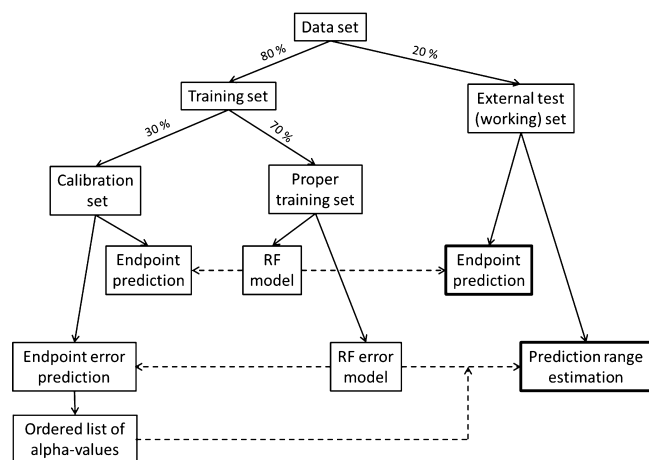 Data set
80 %
20 %
Training set
External test
(working) set
30 %
70 %
Calibration
set
Proper
training set
Endpoint
prediction
RF
model
Endpoint
prediction
Endpoint error
prediction
RF error
model
Prediction range
estimation
Ordered list of
alpha-values